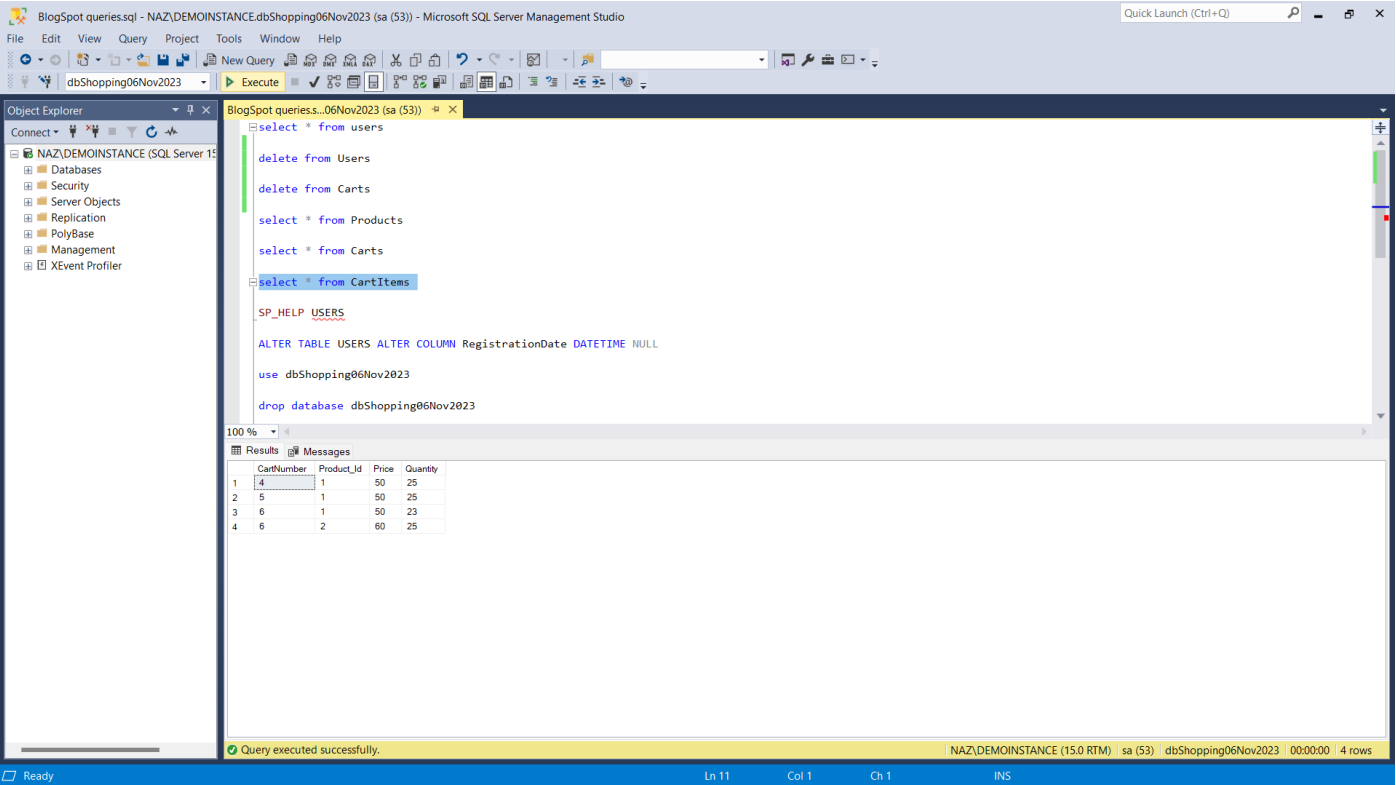 BlogSpot queries.sql - NAZ\DEMOINSTANCE.dbShopping06Nov2023 (sa (53)) - Microsoft SQL Server Management Studio
Quick Launch (Ctrl+Q)
File Edit View Query Project Tools Window Help
New Query MDX DMX XMLA DAX
dbShopping06Nov2023 Execute
Object Explorer
BlogSpot queries.s...06Nov2023 (sa (53))
Connect
NAZ\DEMOINSTANCE (SQL Server 15
Databases
Security
Server Objects
Replication
PolyBase
Management
XEvent Profiler
select * from users
delete from Users
delete from Carts
select * from Products
select * from Carts
select * from CartItems
SP_HELP USERS
ALTER TABLE USERS ALTER COLUMN RegistrationDate DATETIME NULL
use dbShopping06Nov2023
drop database dbShopping06Nov2023
100 %
Results Messages
CartNumber Product_Id Price Quantity
1 4 1 50 25
2 5 1 50 25
3 6 1 50 23
4 6 2 60 25
Query executed successfully. NAZ\DEMOINSTANCE (15.0 RTM) sa (53) dbShopping06Nov2023 00:00:00 4 rows
Ready Ln 11 Col 1 Ch 1 INS